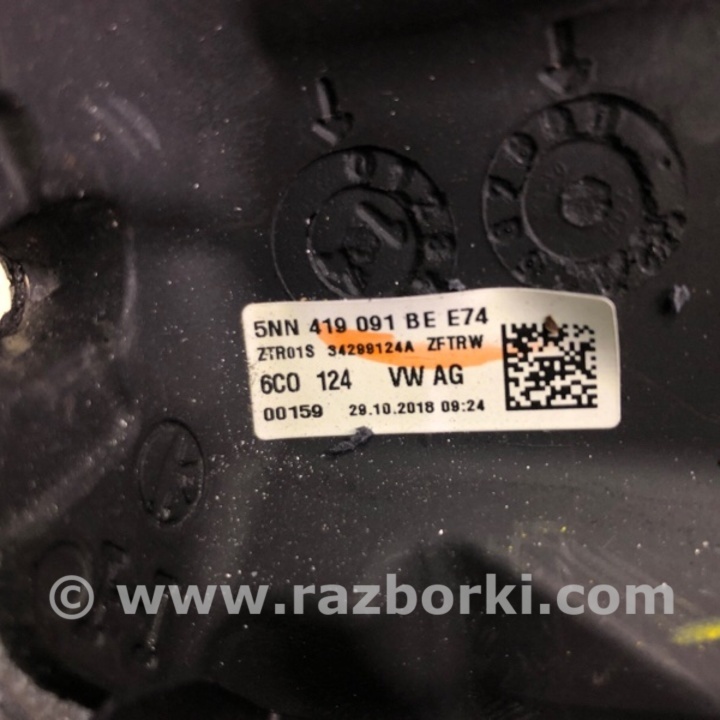 5NN 419 091 BE E74
ZTR01S 34299124A ZFTRW
6C0 124 VW AG
00159 29.10.2018 09:24
© www.razborki.com